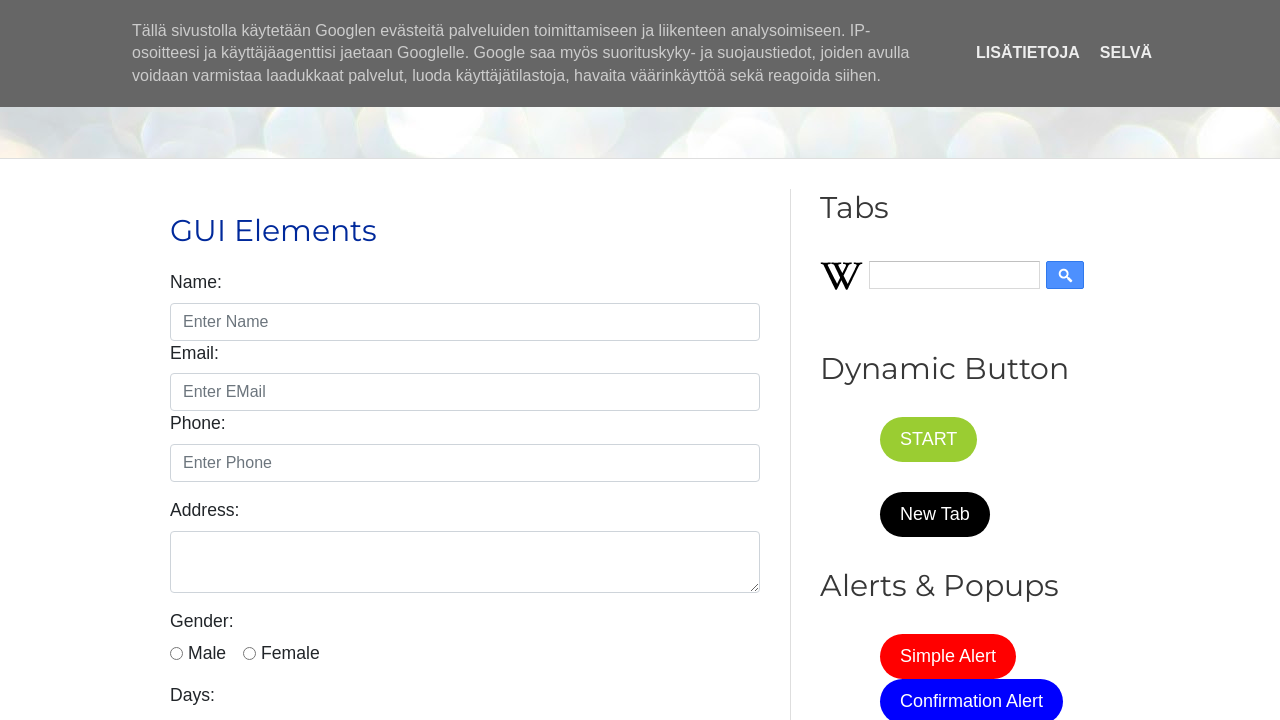 Tällä sivustolla käytetään Googlen evästeitä palveluiden toimittamiseen ja liikenteen analysoimiseen. IP-
osoitteesi ja käyttäjäagenttisi jaetaan Googlelle. Google saa myös suorituskyky- ja suojaustiedot, joiden avulla
voidaan varmistaa laadukkaat palvelut, luoda käyttäjätilastoja, havaita väärinkäyttöä sekä reagoida siihen.
LISÄTIETOJA SELVÄ
GUI Elements
Name:
Enter Name
Email:
Enter EMail
Phone:
Enter Phone
Address:
Gender:
Male Female
Days:
Tabs
W
Dynamic Button
START
New Tab
Alerts & Popups
Simple Alert
Confirmation Alert